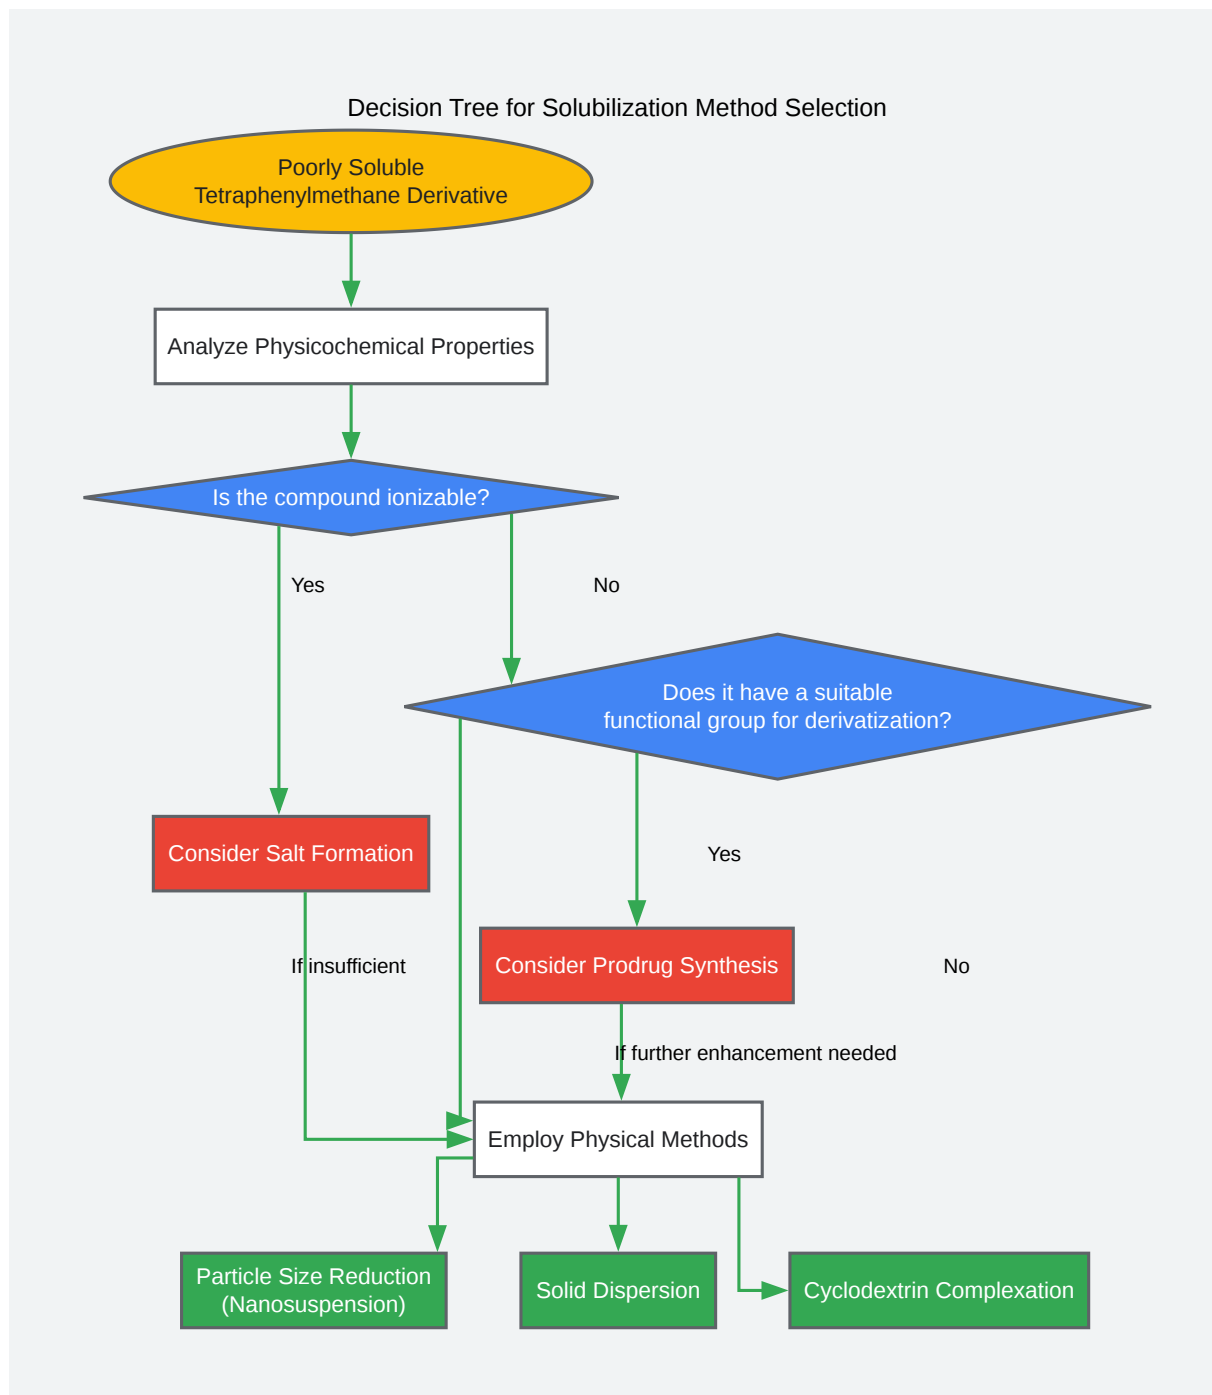 Decision Tree for Solubilization Method Selection
Poorly Soluble
Tetraphenylmethane Derivative
Analyze Physicochemical Properties
Is the compound ionizable?
Yes
No
Does it have a suitable
functional group for derivatization?
Consider Salt Formation
Yes
If insufficient
Consider Prodrug Synthesis
No
If further enhancement needed
Employ Physical Methods
Particle Size Reduction
(Nanosuspension)
Solid Dispersion
Cyclodextrin Complexation